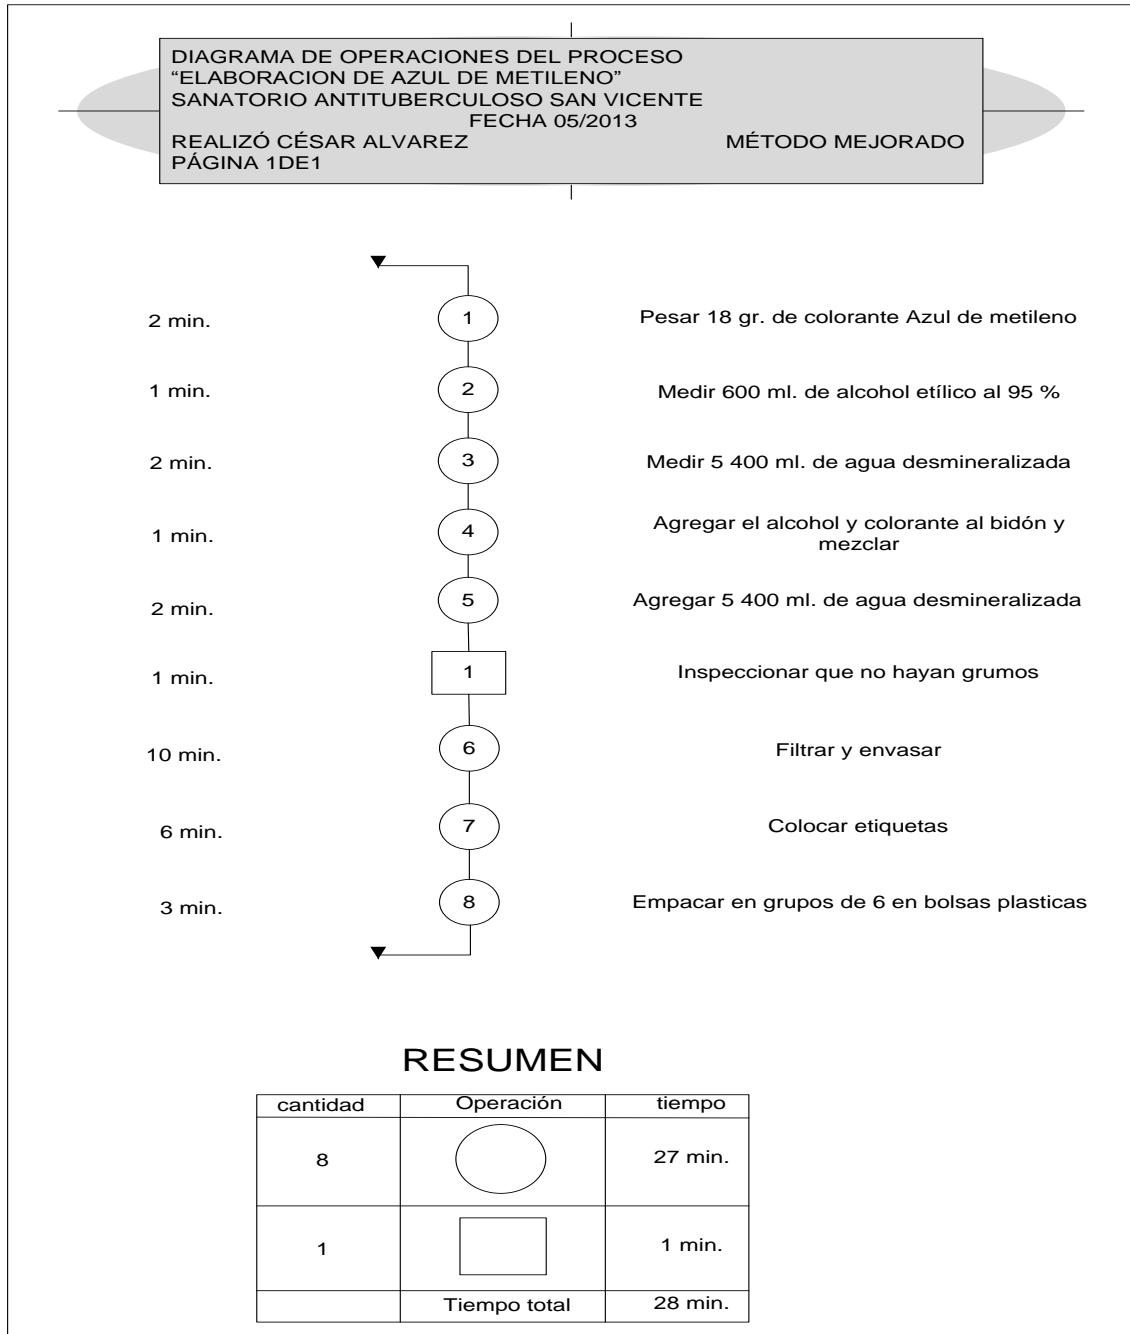 DIAGRAMA DE OPERACIONES DEL PROCESO
“ELABORACION DE AZUL DE METILENO”
SANATORIO ANTITUBERCULOSO SAN VICENTE
FECHA 05/2013
REALIZÓ CÉSAR ALVAREZ MÉTODO MEJORADO
PÁGINA 1DE1
2 min. 1 Pesar 18 gr. de colorante Azul de metileno
1 min. 2 Medir 600 ml. de alcohol etílico al 95 %
2 min. 3 Medir 5 400 ml. de agua desmineralizada
1 min. 4 Agregar el alcohol y colorante al bidón y
mezclar
2 min. 5 Agregar 5 400 ml. de agua desmineralizada
1 min. 1 Inspeccionar que no hayan grumos
10 min. 6 Filtrar y envasar
6 min. 7 Colocar etiquetas
3 min. 8 Empacar en grupos de 6 en bolsas plasticas
RESUMEN
cantidad Operación tiempo
8 27 min.
1 1 min.
Tiempo total 28 min.